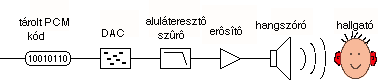 tárolt PCM
kód
10010110
DAC
aluláteresztő
szűrő
erősítő
hangszóró
hallgató